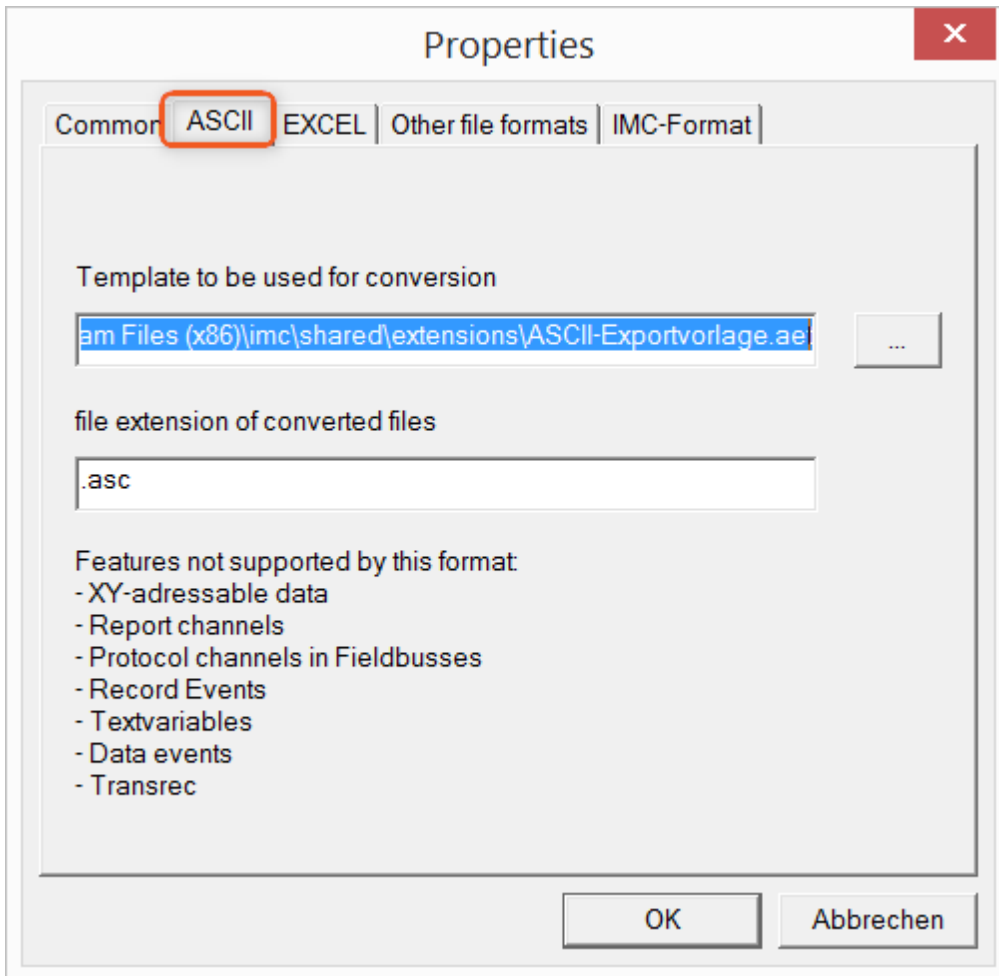 Properties
Common ASCII EXCEL Other file formats IMC-Format
Template to be used for conversion
am Files (x86)\imc\shared\extensions\ASCII-Exportvorlage.aet
...
file extension of converted files
.asc
Features not supported by this format:
- XY-adressable data
- Report channels
- Protocol channels in Fieldbusses
- Record Events
- Textvariables
- Data events
- Transrec
OK Abbrechen